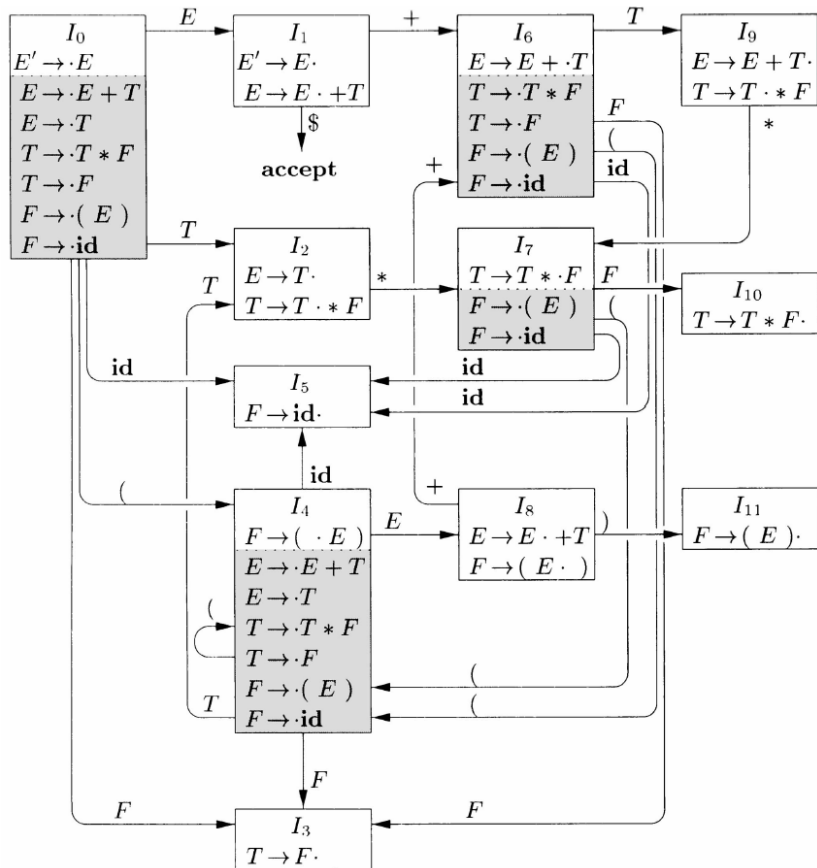 I₀
E′ → ·E
E → ·E + T
E → ·T
T → ·T * F
T → ·F
F → ·( E )
F → ·id
E
I₁
E′ → E·
E → E · +T
$
accept
+
I₆
E → E + ·T
T → ·T * F
T → ·F
F → ·( E )
F → ·id
T
I₉
E → E + T·
T → T · * F
*
F
(
id
+
T
I₂
E → T·
T → T · * F
T
*
I₇
T → T * ·F
F → ·( E )
F → ·id
F
(
I₁₀
T → T * F·
id
I₅
F → id·
id
id
id
(
I₄
F → ( · E )
E → ·E + T
E → ·T
T → ·T * F
T → ·F
F → ·( E )
F → ·id
(
T
E
+
I₈
E → E · +T
F → ( E · )
)
I₁₁
F → ( E )·
(
(
F
F
I₃
T → F·
F